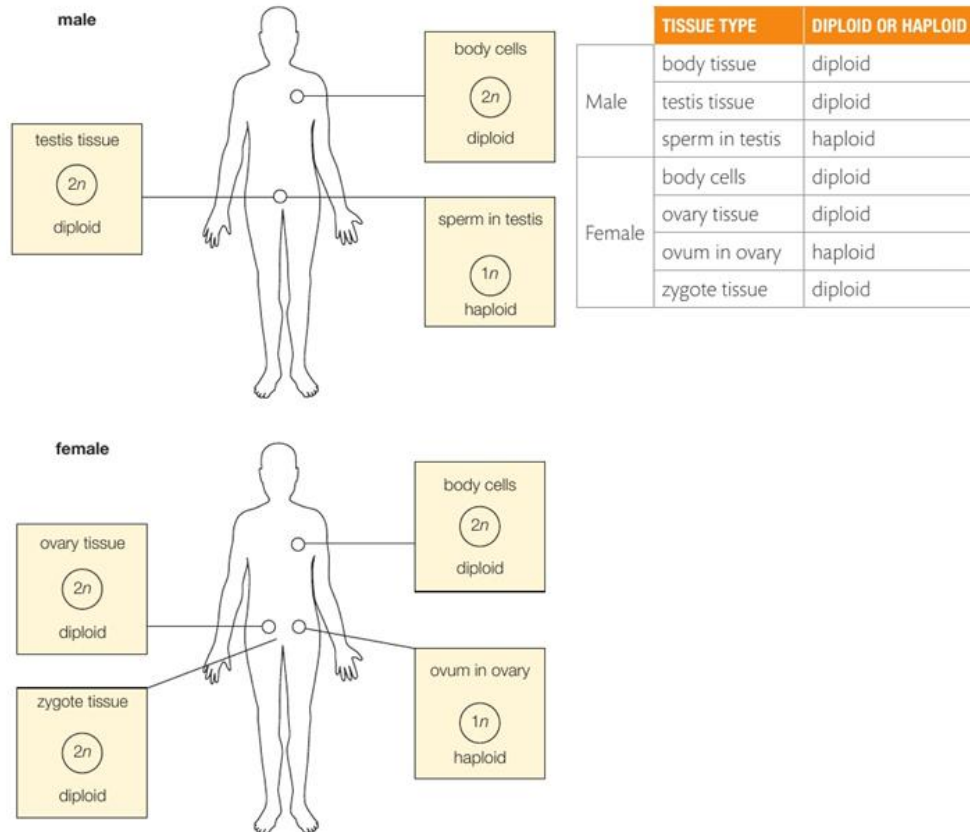 male
body cells
2n
diploid
testis tissue
2n
diploid
sperm in testis
1n
haploid
TISSUE TYPE DIPLOID OR HAPLOID
Male
body tissue diploid
testis tissue diploid
sperm in testis haploid
Female
body cells diploid
ovary tissue diploid
ovum in ovary haploid
zygote tissue diploid
female
body cells
2n
diploid
ovary tissue
2n
diploid
ovum in ovary
1n
haploid
zygote tissue
2n
diploid